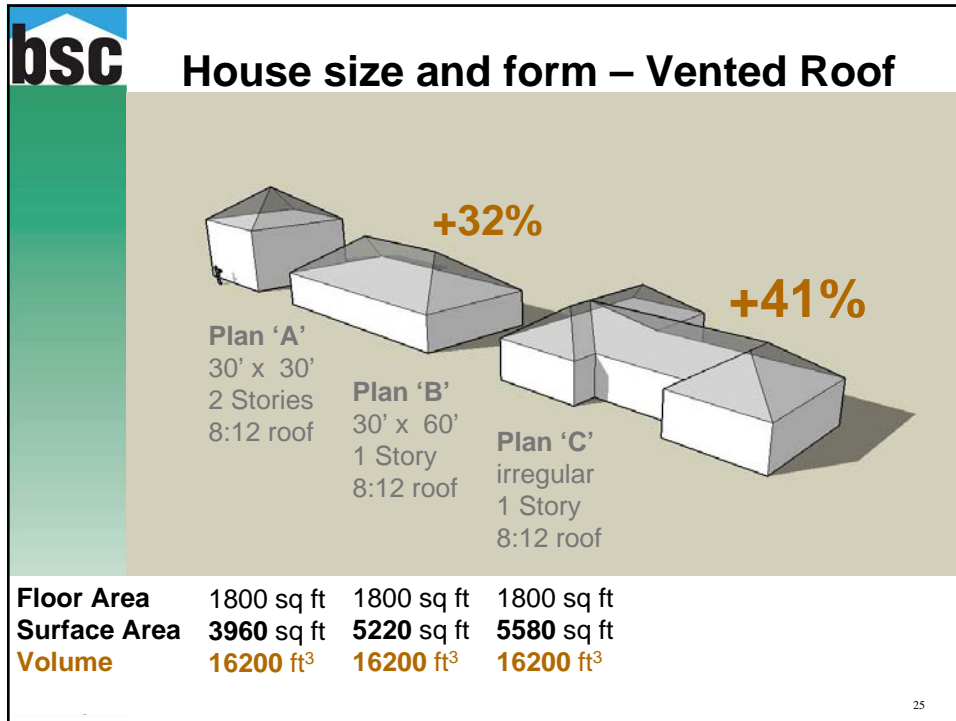 bsc
House size and form – Vented Roof
+32%
+41%
Plan ‘A’
30’ x 30’
2 Stories
8:12 roof
Plan ‘B’
30’ x 60’
1 Story
8:12 roof
Plan ‘C’
irregular
1 Story
8:12 roof
Floor Area 1800 sq ft 1800 sq ft 1800 sq ft
Surface Area 3960 sq ft 5220 sq ft 5580 sq ft
Volume 16200 ft³ 16200 ft³ 16200 ft³
25